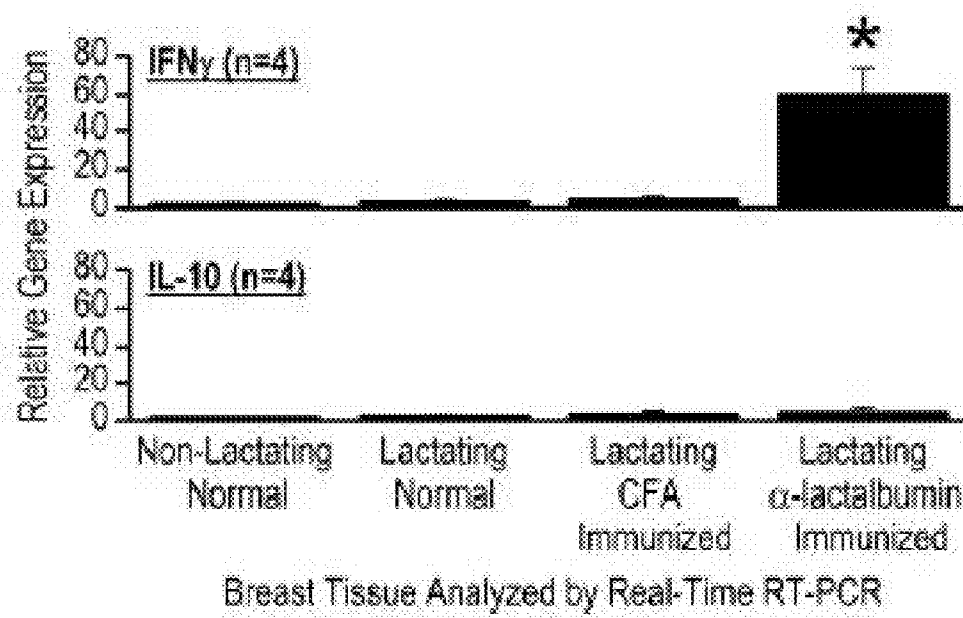 Relative Gene Expression
*
80
60
40
20
0
IFNγ (n=4)
80
60
40
20
0
IL-10 (n=4)
Non-Lactating
Normal
Lactating
Normal
Lactating
CFA
Immunized
Lactating
α-lactalbumin
Immunized
Breast Tissue Analyzed by Real-Time RT-PCR